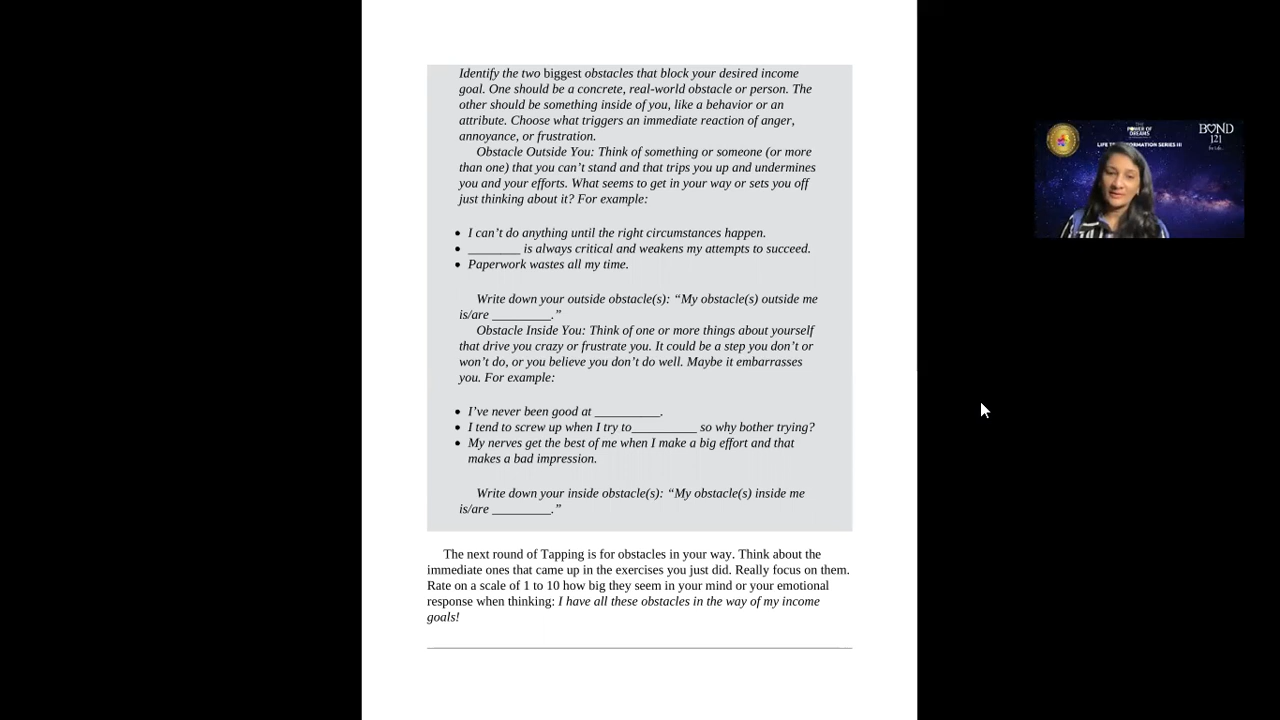 Identify the two biggest obstacles that block your desired income
goal. One should be a concrete, real-world obstacle or person. The
other should be something inside of you, like a behavior or an
attribute. Choose what triggers an immediate reaction of anger,
annoyance, or frustration.
Obstacle Outside You: Think of something or someone (or more
than one) that you can’t stand and that trips you up and undermines
you and your efforts. What seems to get in your way or sets you off
just thinking about it? For example:
• I can’t do anything until the right circumstances happen.
• ________ is always critical and weakens my attempts to succeed.
• Paperwork wastes all my time.
Write down your outside obstacle(s): “My obstacle(s) outside me
is/are _________.”
Obstacle Inside You: Think of one or more things about yourself
that drive you crazy or frustrate you. It could be a step you don’t or
won’t do, or you believe you don’t do well. Maybe it embarrasses
you. For example:
• I’ve never been good at __________.
• I tend to screw up when I try to__________ so why bother trying?
• My nerves get the best of me when I make a big effort and that
makes a bad impression.
Write down your inside obstacle(s): “My obstacle(s) inside me
is/are _________.”
The next round of Tapping is for obstacles in your way. Think about the
immediate ones that came up in the exercises you just did. Really focus on them.
Rate on a scale of 1 to 10 how big they seem in your mind or your emotional
response when thinking: I have all these obstacles in the way of my income
goals!
THE
POWER OF
DREAMS
BOND
121
For Life..
LIFE SERIES III